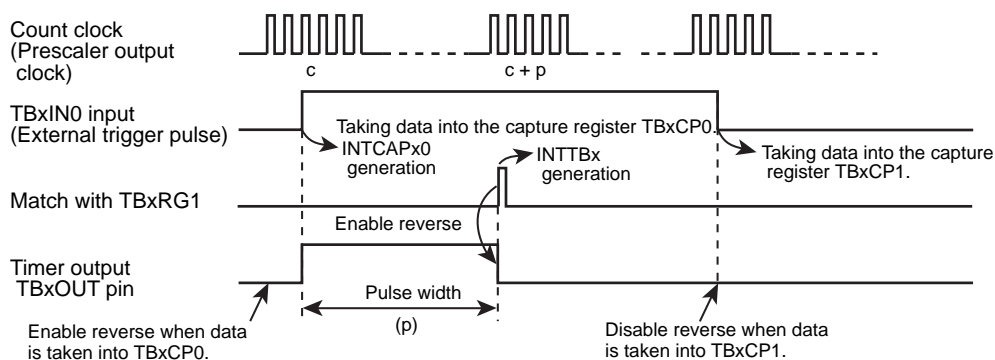 Count clock
(Prescaler output
clock)
c
c + p
TBxIN0 input
(External trigger pulse)
Taking data into the capture register TBxCP0.
INTCAPx0
generation
INTTBx
generation
Taking data into the capture
register TBxCP1.
Match with TBxRG1
Enable reverse
Timer output
TBxOUT pin
Pulse width
(p)
Enable reverse when data
is taken into TBxCP0.
Disable reverse when data
is taken into TBxCP1.